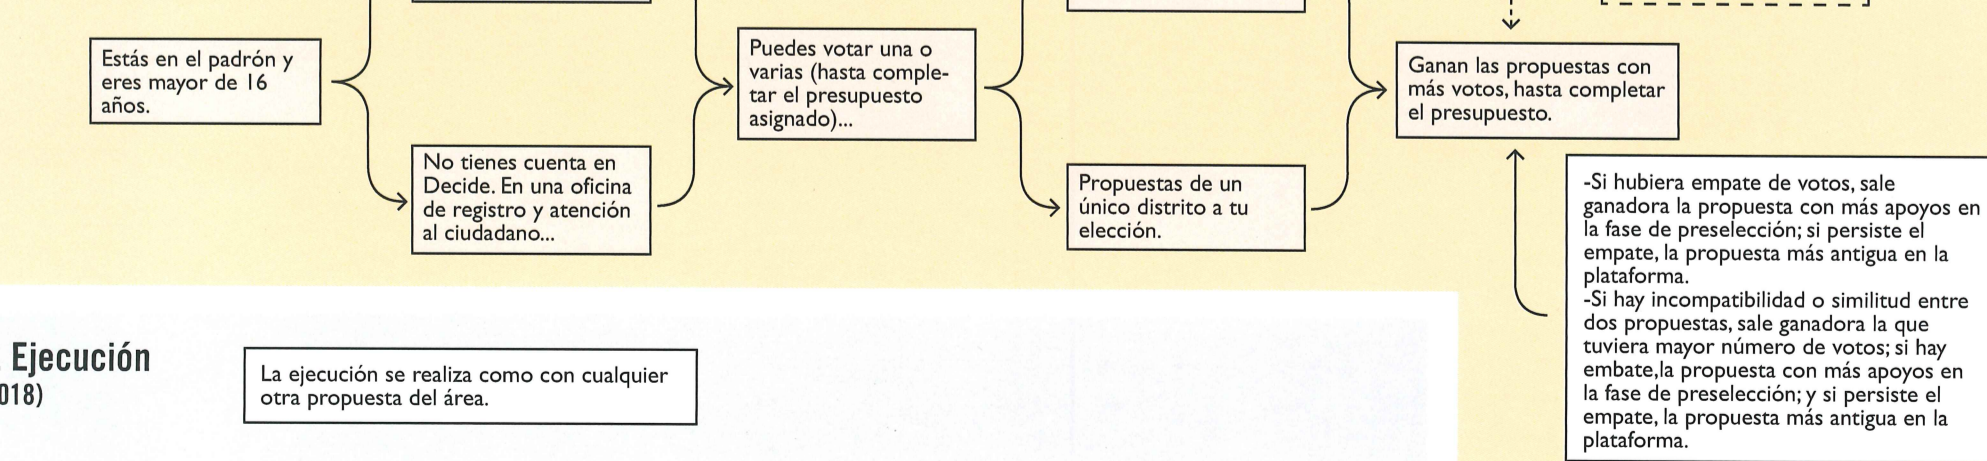 Estás en el padrón y
eres mayor de 16
años.
No tienes cuenta en
Decide. En una oficina
de registro y atención
al ciudadano...
Puedes votar una o
varias (hasta comple-
tar el presupuesto
asignado)...
Propuestas de un
único distrito a tu
elección.
Ganan las propuestas con
más votos, hasta completar
el presupuesto.
-Si hubiera empate de votos, sale
ganadora la propuesta con más apoyos en
la fase de preselección; si persiste el
empate, la propuesta más antigua en la
plataforma.
-Si hay incompatibilidad o similitud entre
dos propuestas, sale ganadora la que
tuviera mayor número de votos; si hay
embate,la propuesta con más apoyos en
la fase de preselección; y si persiste el
empate, la propuesta más antigua en la
plataforma.
Ejecución
018)
La ejecución se realiza como con cualquier
otra propuesta del área.